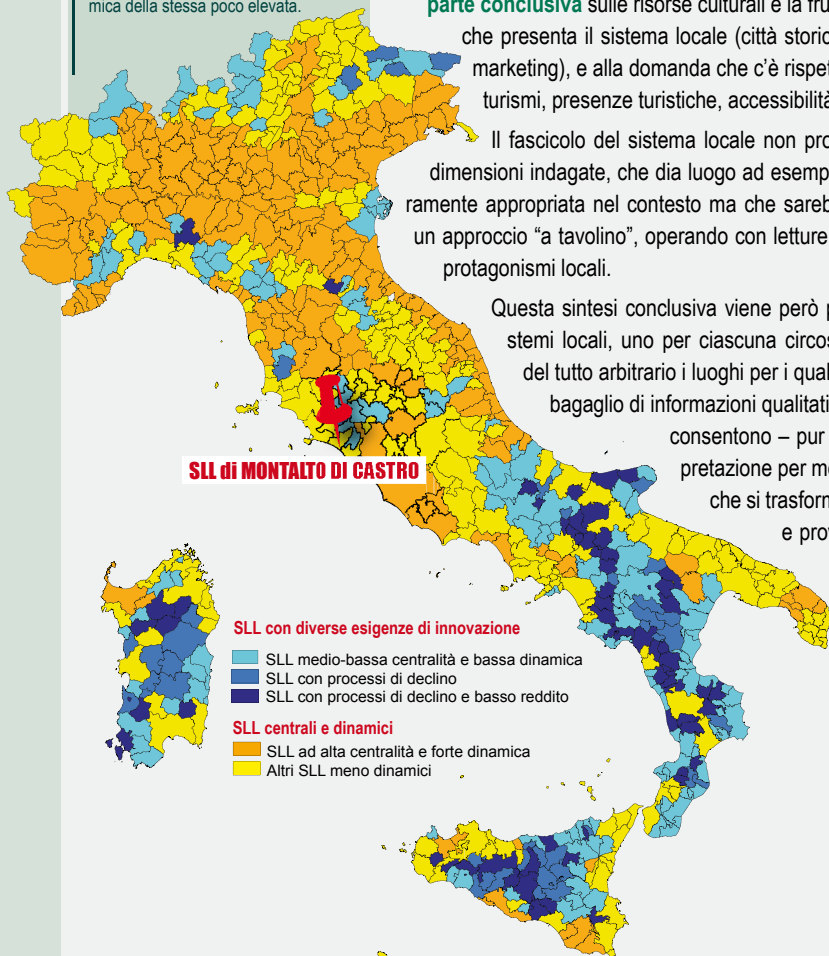 mica della stessa poco elevata.
parte conclusiva sulle risorse culturali e la fru
che presenta il sistema locale (città storic
marketing), e alla domanda che c'è rispet
turismi, presenze turistiche, accessibilità
Il fascicolo del sistema locale non pro
dimensioni indagate, che dia luogo ad esemp
ramente appropriata nel contesto ma che sareb
un approccio "a tavolino", operando con letture
protagonismi locali.
Questa sintesi conclusiva viene però p
stemi locali, uno per ciascuna circos
del tutto arbitrario i luoghi per i qual
bagaglio di informazioni qualitati
consentono – pur
pretazione per me
che si trasform
e pro
SLL di MONTALTO DI CASTRO
SLL con diverse esigenze di innovazione
SLL medio-bassa centralità e bassa dinamica
SLL con processi di declino
SLL con processi di declino e basso reddito
SLL centrali e dinamici
SLL ad alta centralità e forte dinamica
Altri SLL meno dinamici